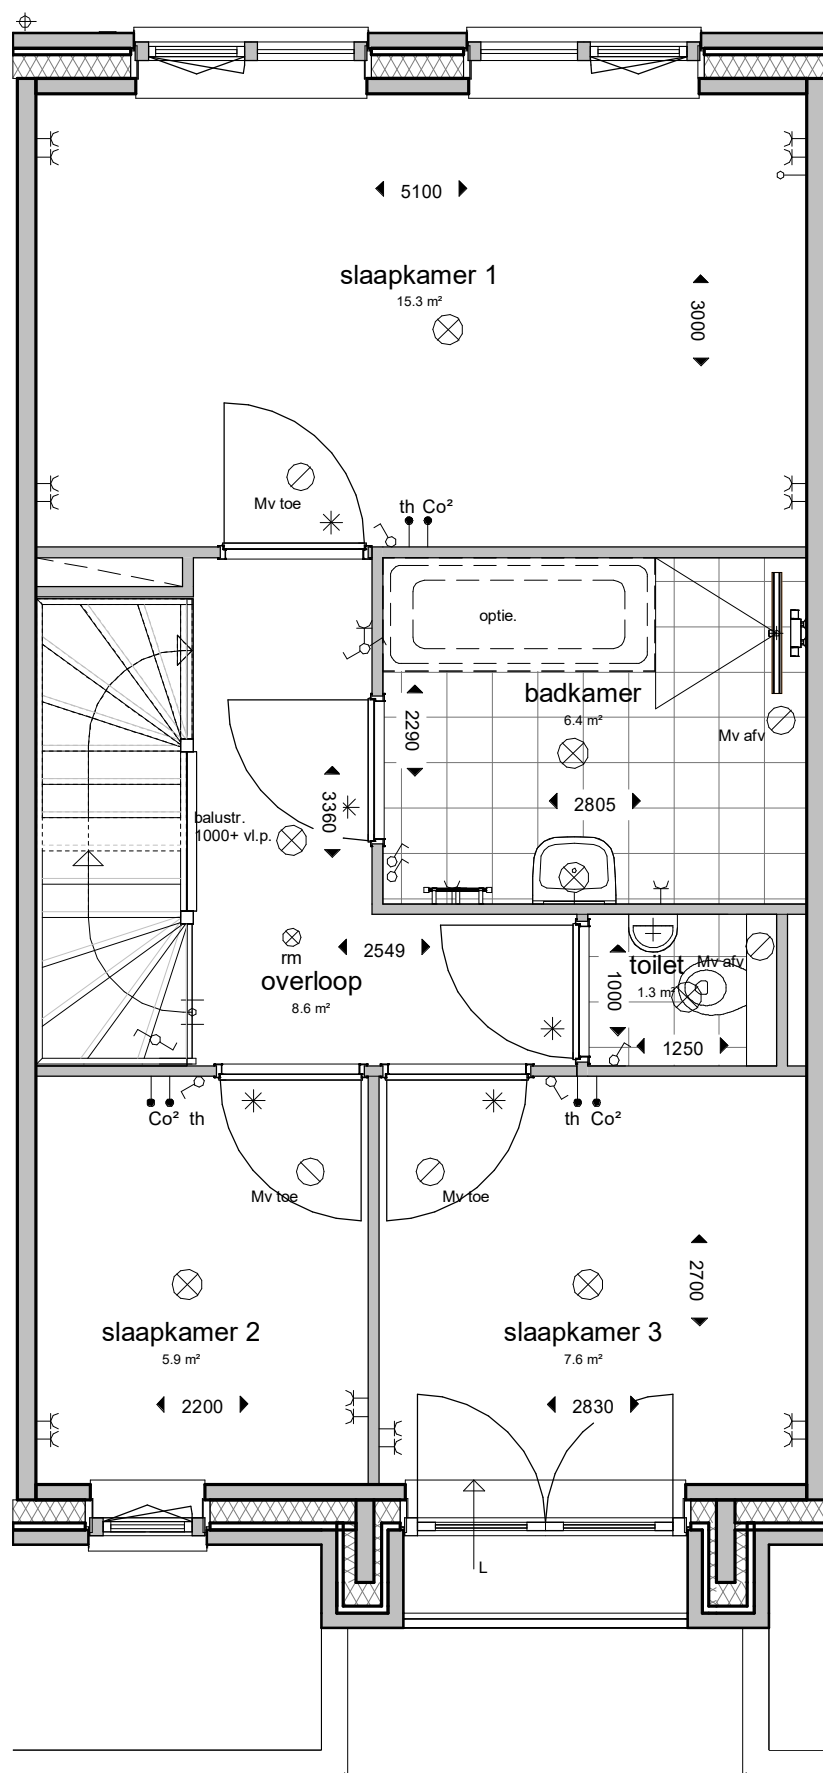 5100
slaapkamer 1
15.3 m²
3000
Mv toe
th Co²
optie.
badkamer
6.4 m²
2290
Mv afv
2805
3360
balustr.
1000+ vl.p.
rm
2549
overloop
8.6 m²
toilet
Mv afv
1.3 m²
1000
1250
Co² th
th Co²
Mv toe
Mv toe
2700
slaapkamer 2
5.9 m²
slaapkamer 3
7.6 m²
2200
2830
L